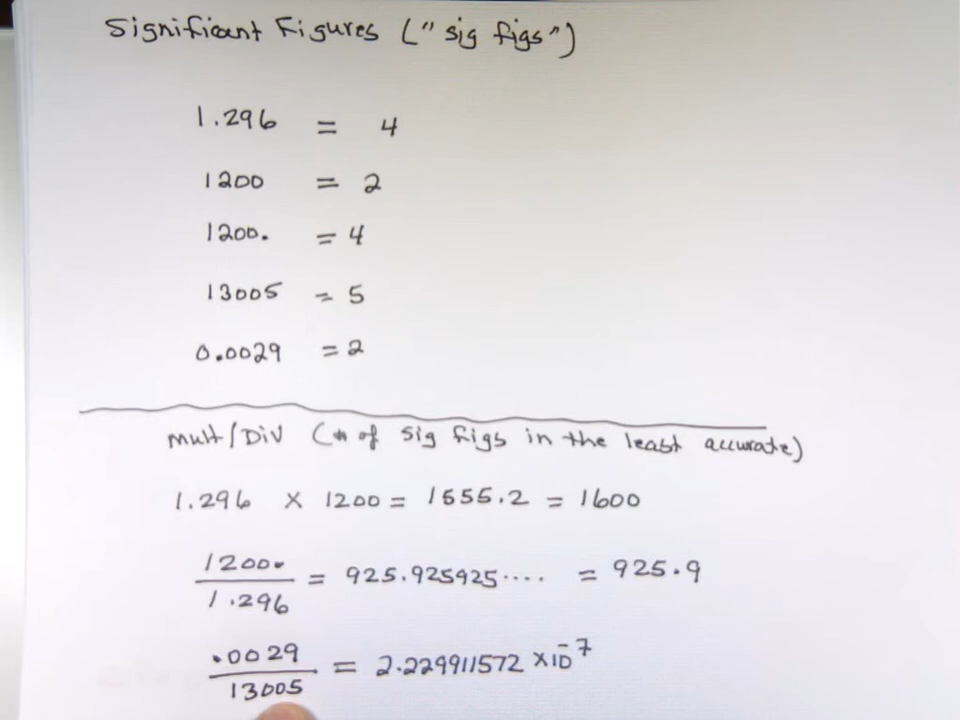 Significant Figures ("sig figs")
1.296 = 4
1200 = 2
1200. = 4
13005 = 5
0.0029 = 2
Mult/Div (# of sig figs in the least accurate)
1.296 × 1200 = 1555.2 = 1600
1200. / 1.296 = 925.925925.... = 925.9
.0029 / 13005 = 2.229911572 ×10⁻⁷